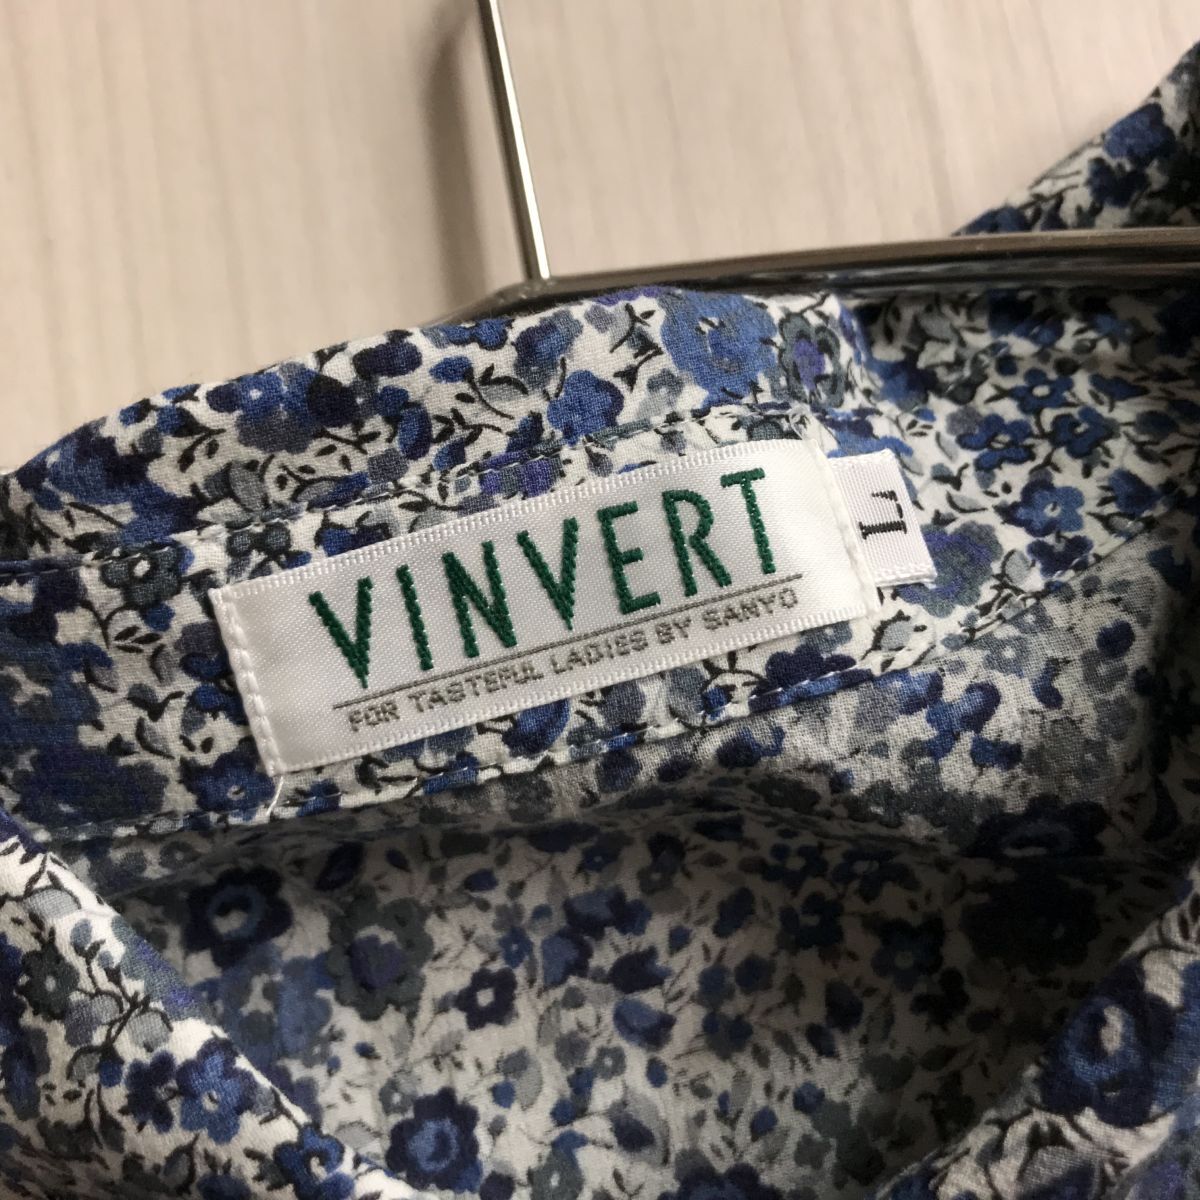 VINVERT
FOR TASTEFUL LADIES BY SANYO
L